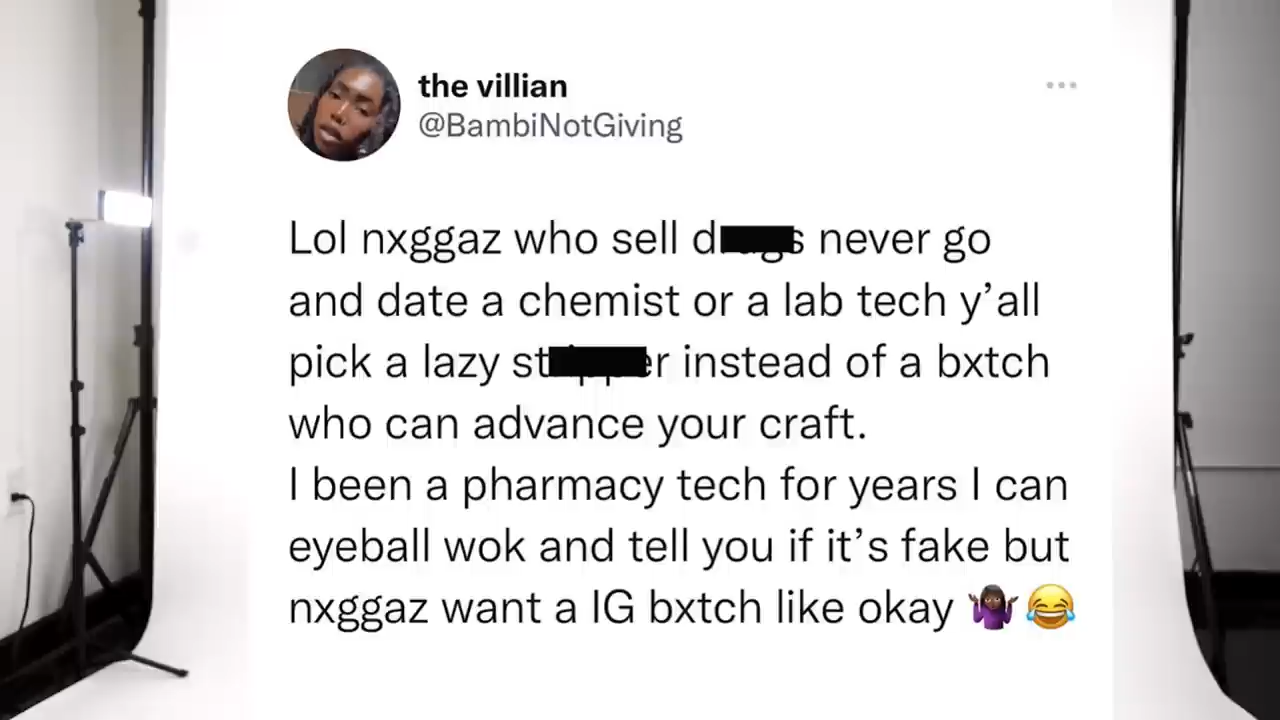 the villian
@BambiNotGiving
Lol nxggaz who sell d s never go
and date a chemist or a lab tech y’all
pick a lazy st r instead of a bxtch
who can advance your craft.
I been a pharmacy tech for years I can
eyeball wok and tell you if it’s fake but
nxggaz want a IG bxtch like okay 🤷🏿‍♀️😂